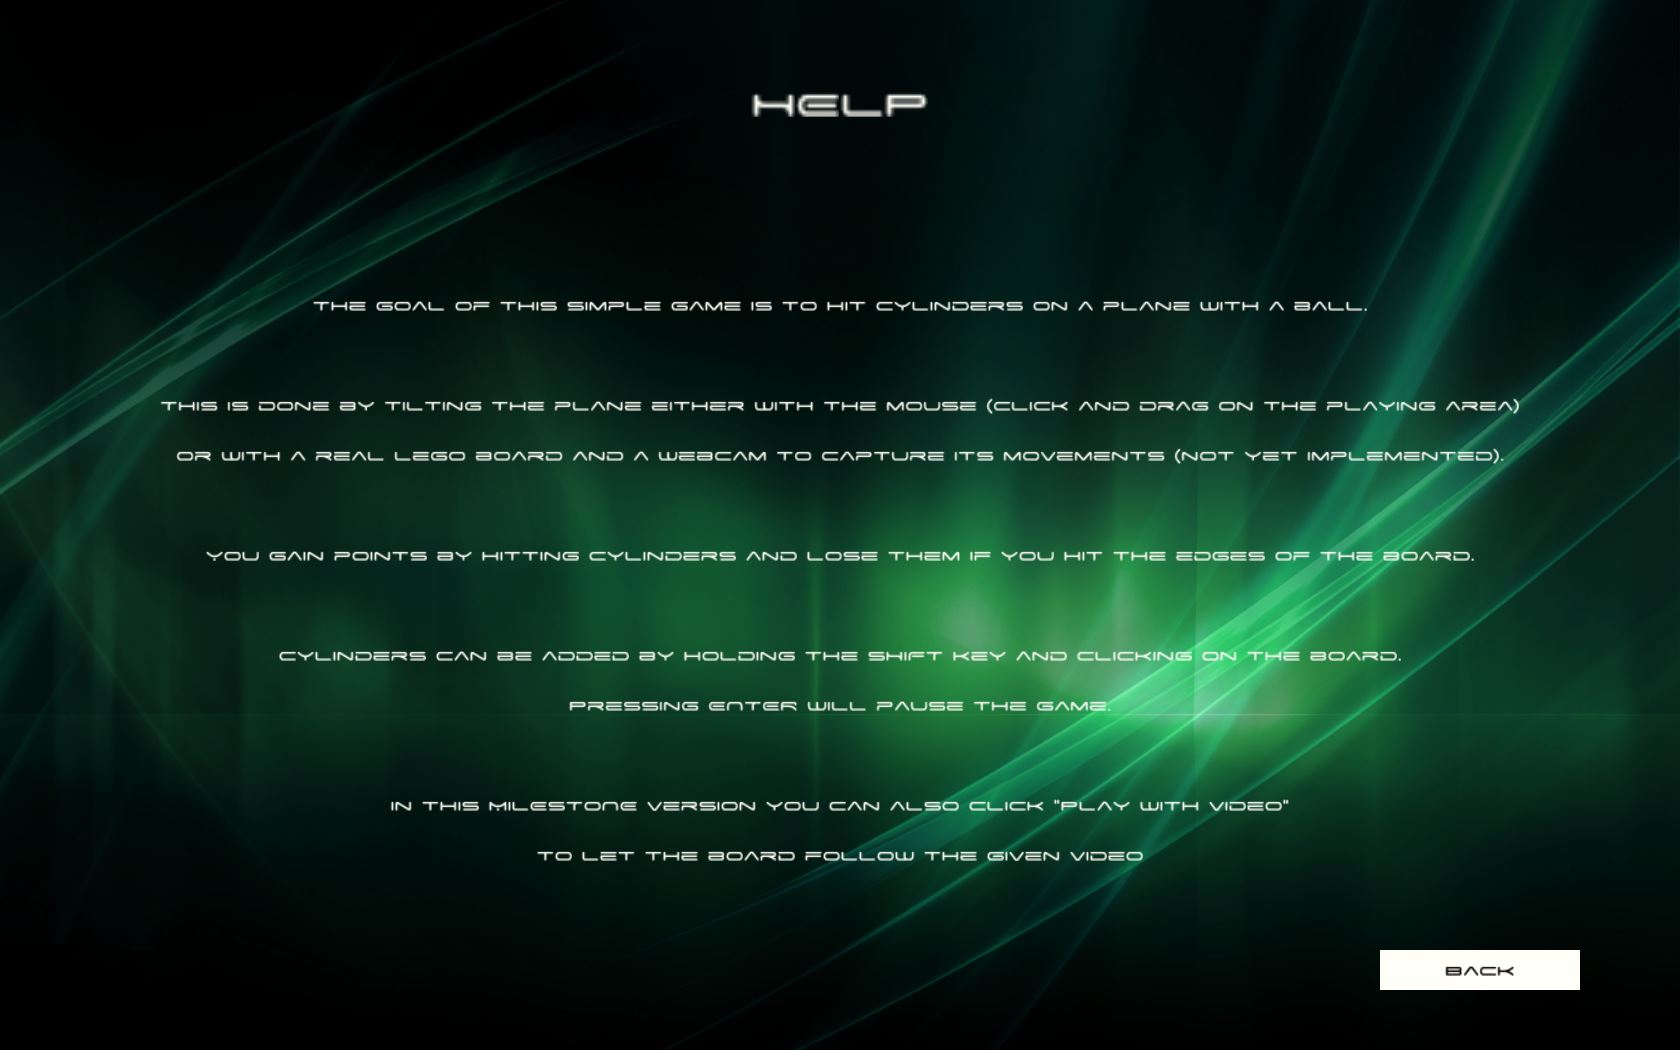 HELP
THE GOAL OF THIS SIMPLE GAME IS TO HIT CYLINDERS ON A PLANE WITH A BALL.
THIS IS DONE BY TILTING THE PLANE EITHER WITH THE MOUSE (CLICK AND DRAG ON THE PLAYING AREA)
OR WITH A REAL LEGO BOARD AND A WEBCAM TO CAPTURE ITS MOVEMENTS (NOT YET IMPLEMENTED).
YOU GAIN POINTS BY HITTING CYLINDERS AND LOSE THEM IF YOU HIT THE EDGES OF THE BOARD.
CYLINDERS CAN BE ADDED BY HOLDING THE SHIFT KEY AND CLICKING ON THE BOARD.
PRESSING ENTER WILL PAUSE THE GAME.
IN THIS MILESTONE VERSION YOU CAN ALSO CLICK "PLAY WITH VIDEO"
TO LET THE BOARD FOLLOW THE GIVEN VIDEO
BACK